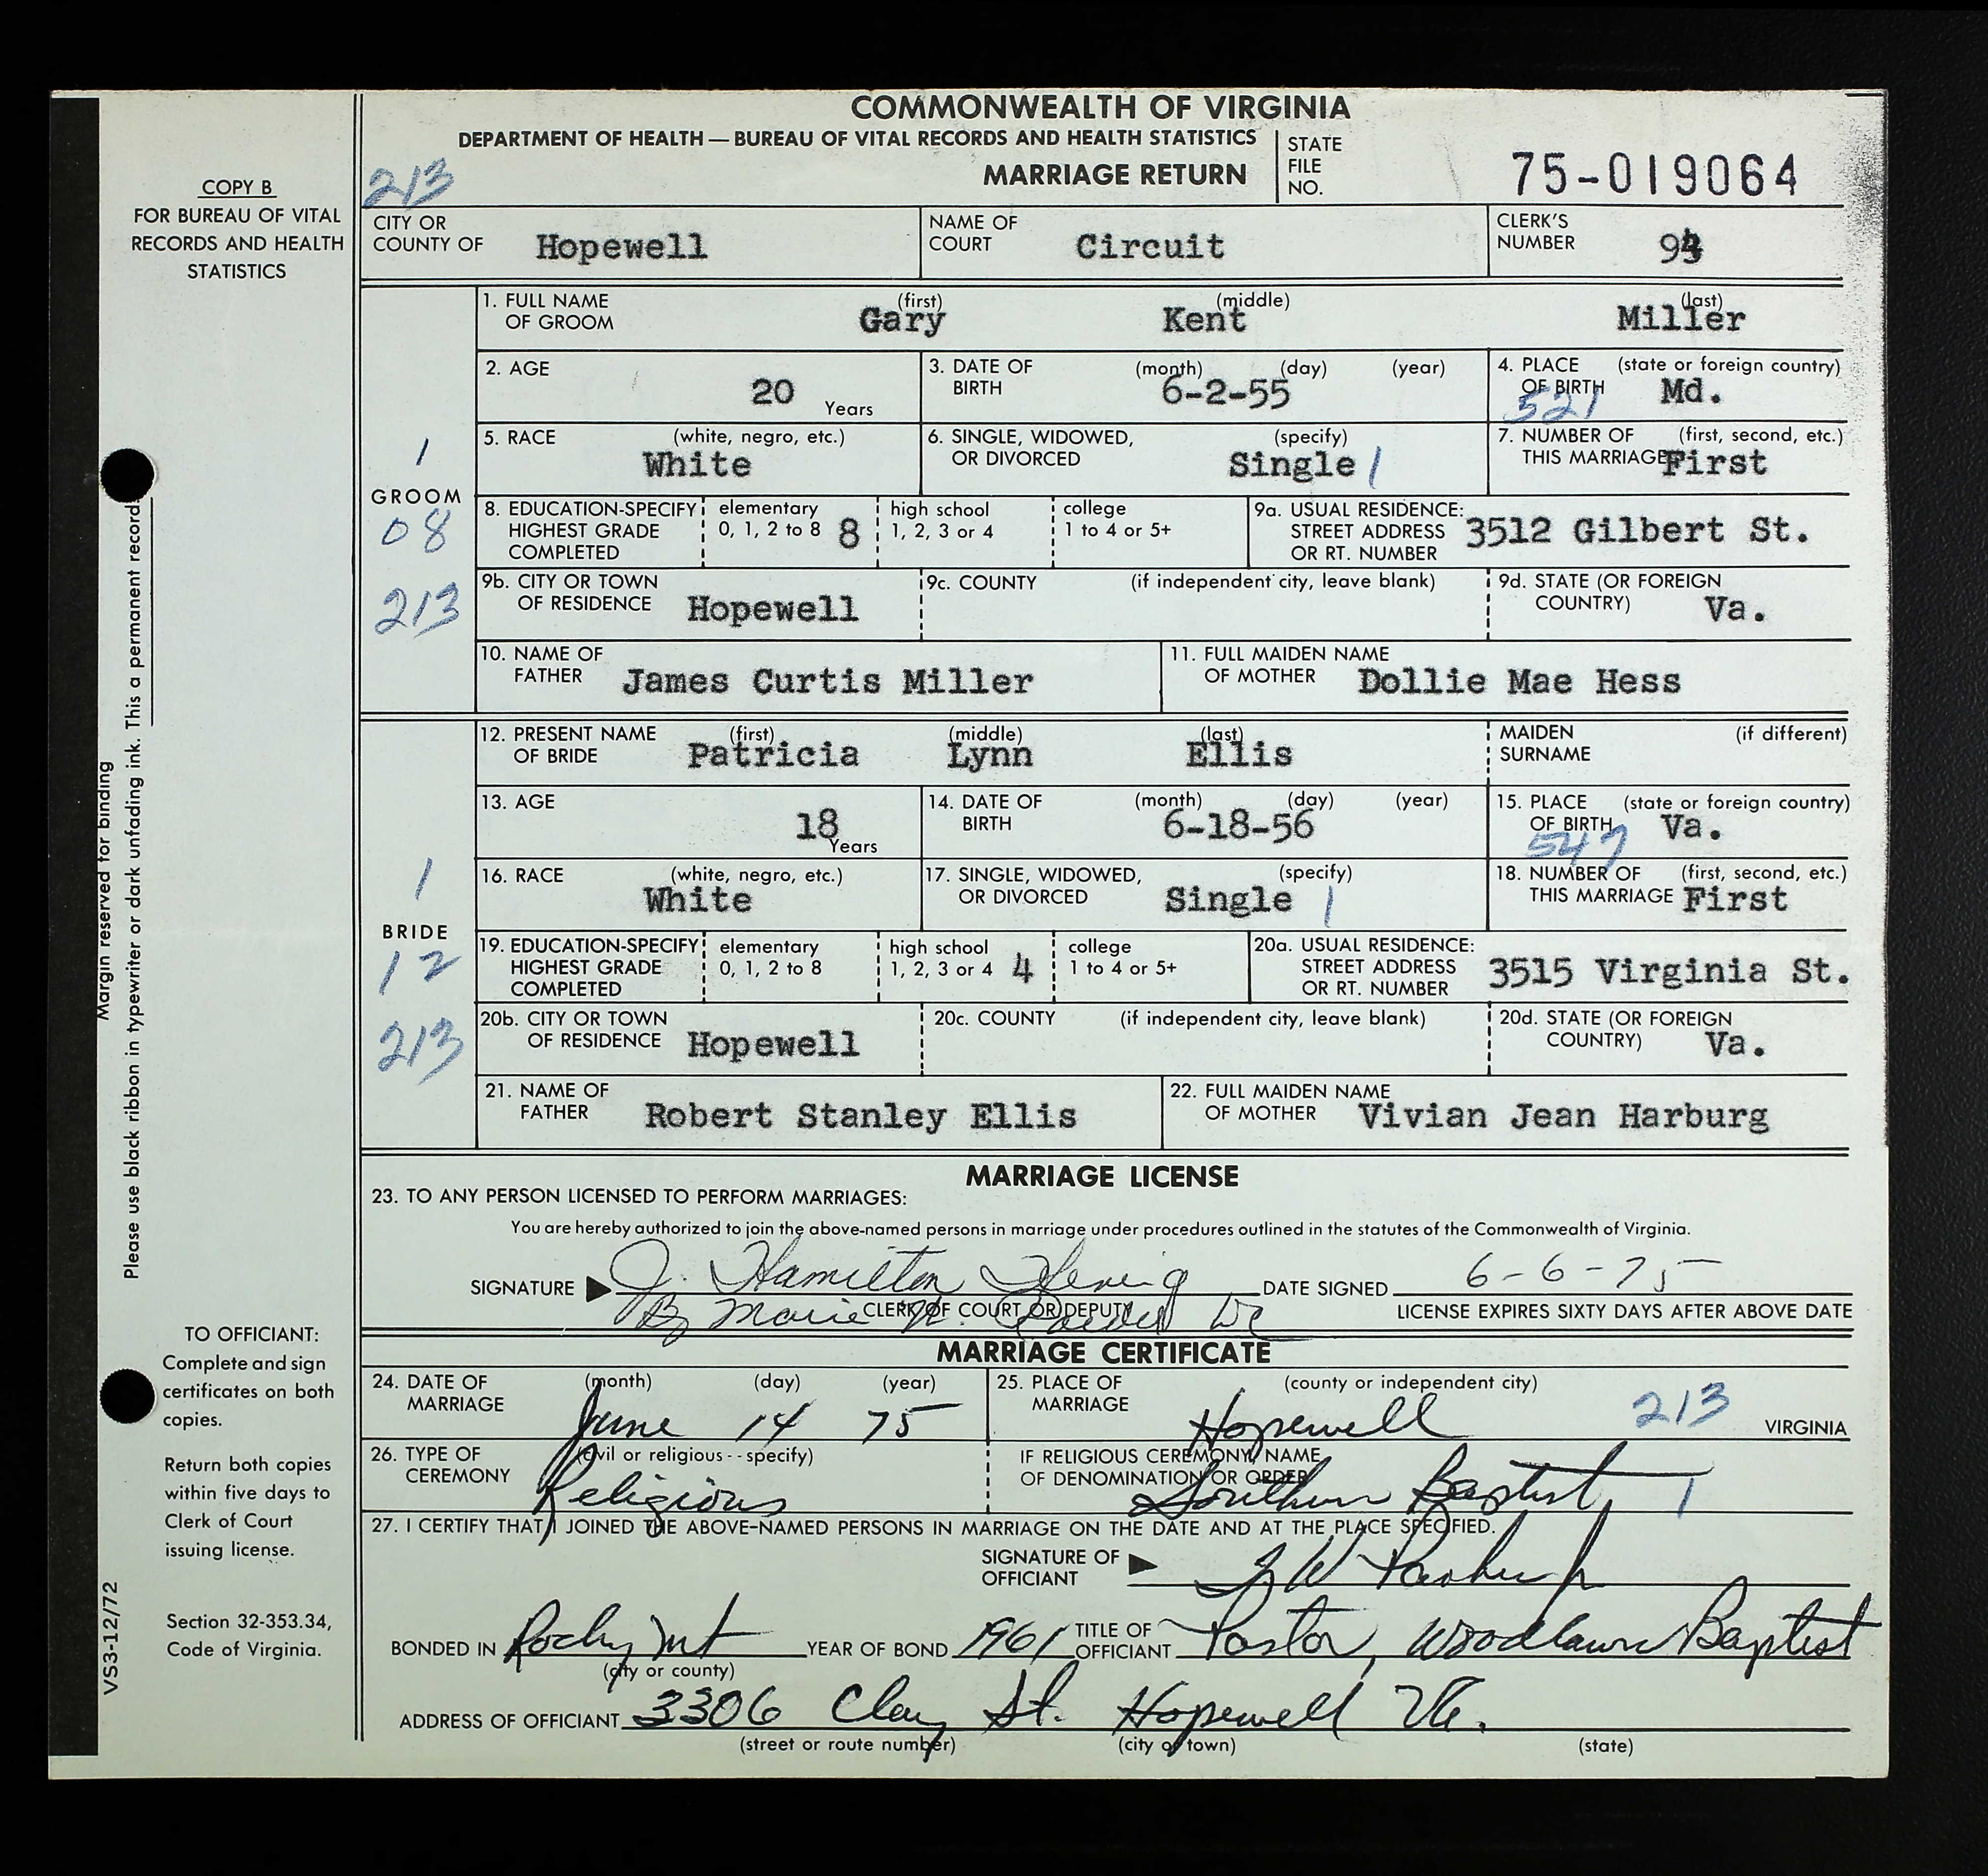 COMMONWEALTH OF VIRGINIA
DEPARTMENT OF HEALTH — BUREAU OF VITAL RECORDS AND HEALTH STATISTICS
MARRIAGE RETURN
STATE FILE NO. 75-019064
COPY B
FOR BUREAU OF VITAL
RECORDS AND HEALTH
STATISTICS
213
CITY OR COUNTY OF Hopewell NAME OF COURT Circuit CLERK'S NUMBER
1. FULL NAME OF GROOM (first) Gary (middle) Kent (last) Miller
2. AGE 20 Years 3. DATE OF BIRTH (month) (day) (year) 6-2-55 4. PLACE OF BIRTH (state or foreign country) Md. 521
5. RACE (white, negro, etc.) White 6. SINGLE, WIDOWED, OR DIVORCED (specify) Single 1 7. NUMBER OF THIS MARRIAGE (first, second, etc.) First
1
GROOM
08
213
8. EDUCATION-SPECIFY HIGHEST GRADE COMPLETED elementary 0, 1, 2 to 8 8 high school 1, 2, 3 or 4 college 1 to 4 or 5+ 9a. USUAL RESIDENCE: STREET ADDRESS OR RT. NUMBER 3512 Gilbert St.
9b. CITY OR TOWN OF RESIDENCE Hopewell 9c. COUNTY (if independent city, leave blank) 9d. STATE (OR FOREIGN COUNTRY) Va.
10. NAME OF FATHER James Curtis Miller 11. FULL MAIDEN NAME OF MOTHER Dollie Mae Hess
12. PRESENT NAME OF BRIDE (first) Patricia (middle) Lynn (last) Ellis MAIDEN SURNAME (if different)
13. AGE 18 Years 14. DATE OF BIRTH (month) (day) (year) 6-18-56 15. PLACE OF BIRTH (state or foreign country) Va. 547
16. RACE (white, negro, etc.) White 17. SINGLE, WIDOWED, OR DIVORCED (specify) Single 1 18. NUMBER OF THIS MARRIAGE (first, second, etc.) First
1
BRIDE
12
213
19. EDUCATION-SPECIFY HIGHEST GRADE COMPLETED elementary 0, 1, 2 to 8 high school 1, 2, 3 or 4 4 college 1 to 4 or 5+ 20a. USUAL RESIDENCE: STREET ADDRESS OR RT. NUMBER 3515 Virginia St.
20b. CITY OR TOWN OF RESIDENCE Hopewell 20c. COUNTY (if independent city, leave blank) 20d. STATE (OR FOREIGN COUNTRY) Va.
21. NAME OF FATHER Robert Stanley Ellis 22. FULL MAIDEN NAME OF MOTHER Vivian Jean Harburg
MARRIAGE LICENSE
23. TO ANY PERSON LICENSED TO PERFORM MARRIAGES:
You are hereby authorized to join the above-named persons in marriage under procedures outlined in the statutes of the Commonwealth of Virginia.
SIGNATURE J. Hamilton DATE SIGNED 6-6-75
By Marie CLERK OF COURT OR DEPUTY LICENSE EXPIRES SIXTY DAYS AFTER ABOVE DATE
MARRIAGE CERTIFICATE
24. DATE OF MARRIAGE (month) (day) (year) June 14 75 25. PLACE OF MARRIAGE (county or independent city) Hopewell 213 VIRGINIA
26. TYPE OF CEREMONY (civil or religious -- specify) Religious IF RELIGIOUS CEREMONY, NAME OF DENOMINATION OR ORDER Southern Baptist 1
27. I CERTIFY THAT I JOINED THE ABOVE-NAMED PERSONS IN MARRIAGE ON THE DATE AND AT THE PLACE SPECIFIED.
SIGNATURE OF OFFICIANT
BONDED IN Rocky Mt (city or county) YEAR OF BOND 1961 TITLE OF OFFICIANT Pastor, Woodlawn Baptist
ADDRESS OF OFFICIANT 3306 Clay St. Hopewell Va.
(street or route number) (city or town) (state)
Margin reserved for binding
Please use black ribbon in typewriter or dark unfading ink. This a permanent record.
TO OFFICIANT:
Complete and sign
certificates on both
copies.
Return both copies
within five days to
Clerk of Court
issuing license.
Section 32-353.34,
Code of Virginia.
VS3-12/72